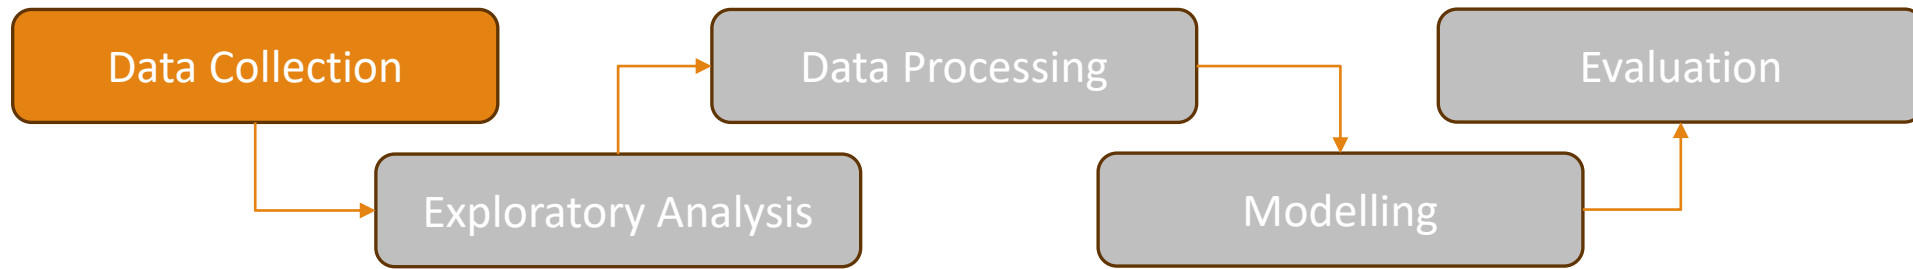 Data Collection
Exploratory Analysis
Data Processing
Modelling
Evaluation